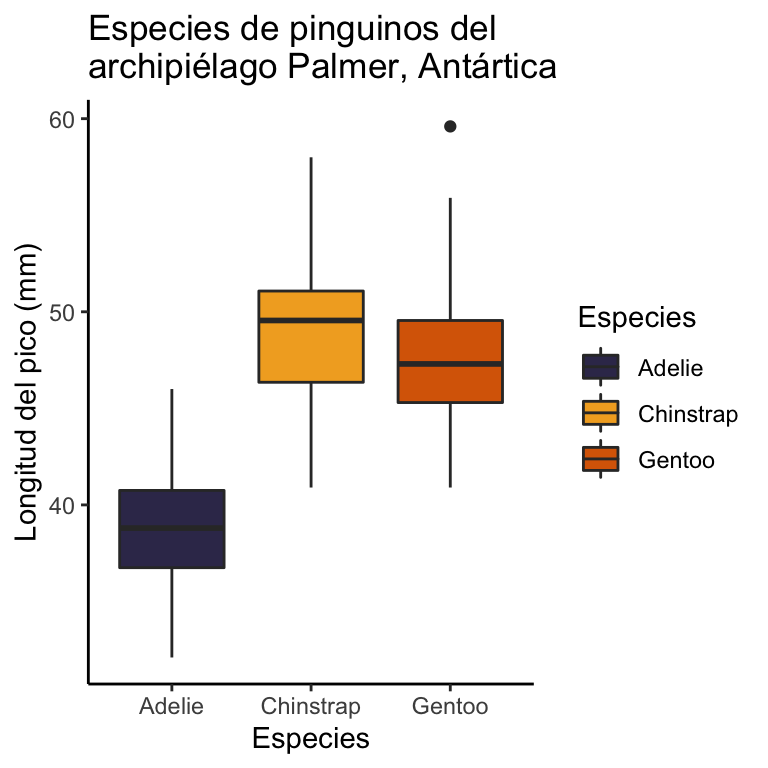 Especies de pinguinos del
archipiélago Palmer, Antártica
60
50
40
Longitud del pico (mm)
Adelie
Chinstrap
Gentoo
Especies
Especies
Adelie
Chinstrap
Gentoo